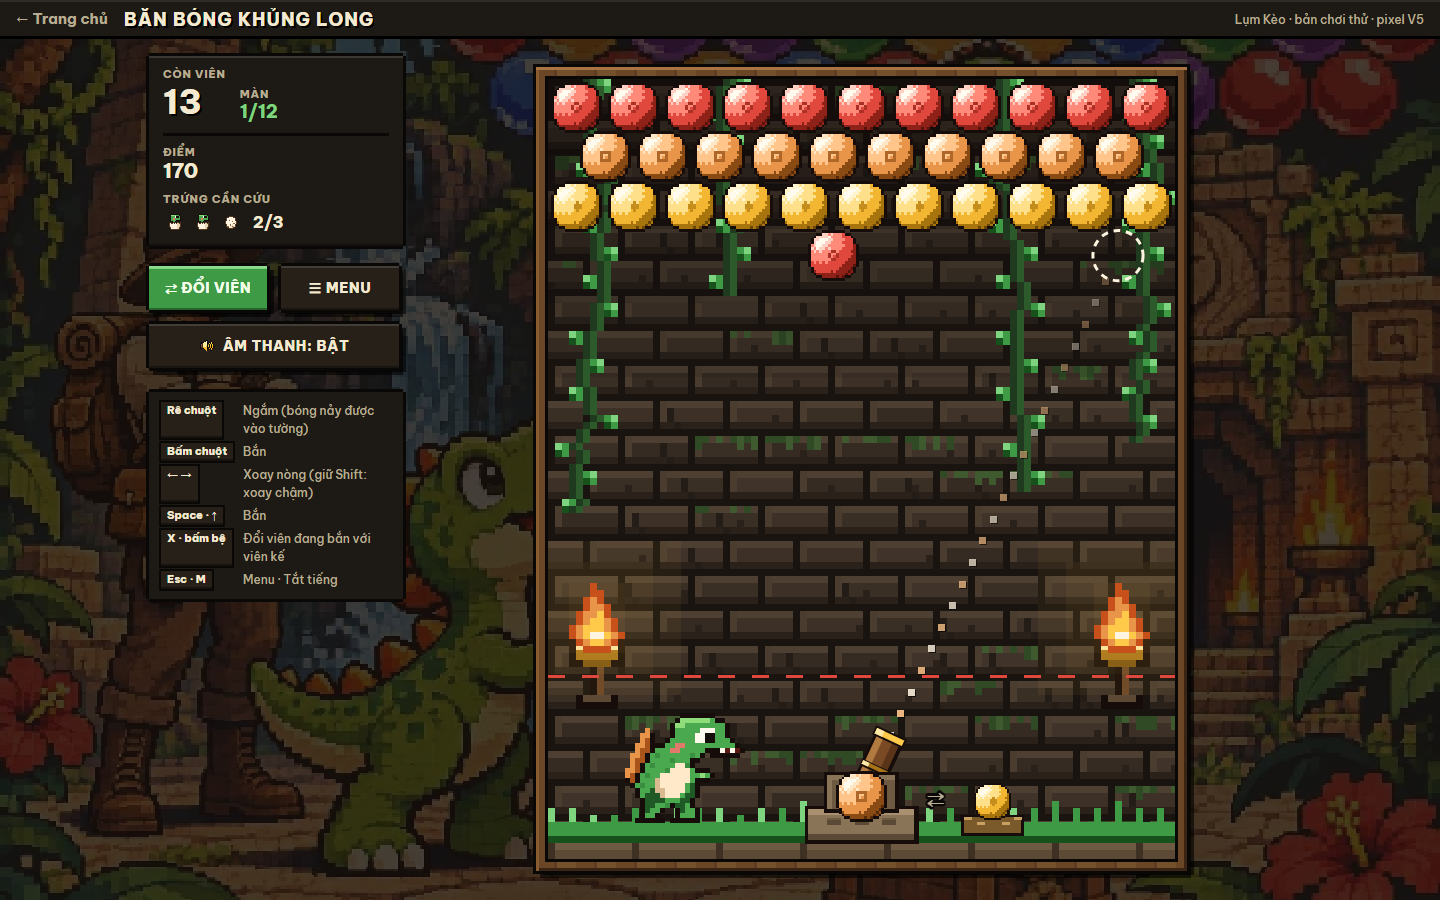 ← Trang chủ BẮN BÓNG KHỦNG LONG
Lụm Kèo · bản chơi thử · pixel V5
CÒN VIÊN
13
MÀN
1/12
ĐIỂM
170
TRỨNG CẦN CỨU
2/3
⇄ ĐỔI VIÊN
☰ MENU
ÂM THANH: BẬT
Rê chuột Ngắm (bóng nảy được
vào tường)
Bấm chuột Bắn
←→ Xoay nòng (giữ Shift:
xoay chậm)
Space · ↑ Bắn
X · bấm bệ Đổi viên đang bắn với
viên kế
Esc · M Menu · Tắt tiếng